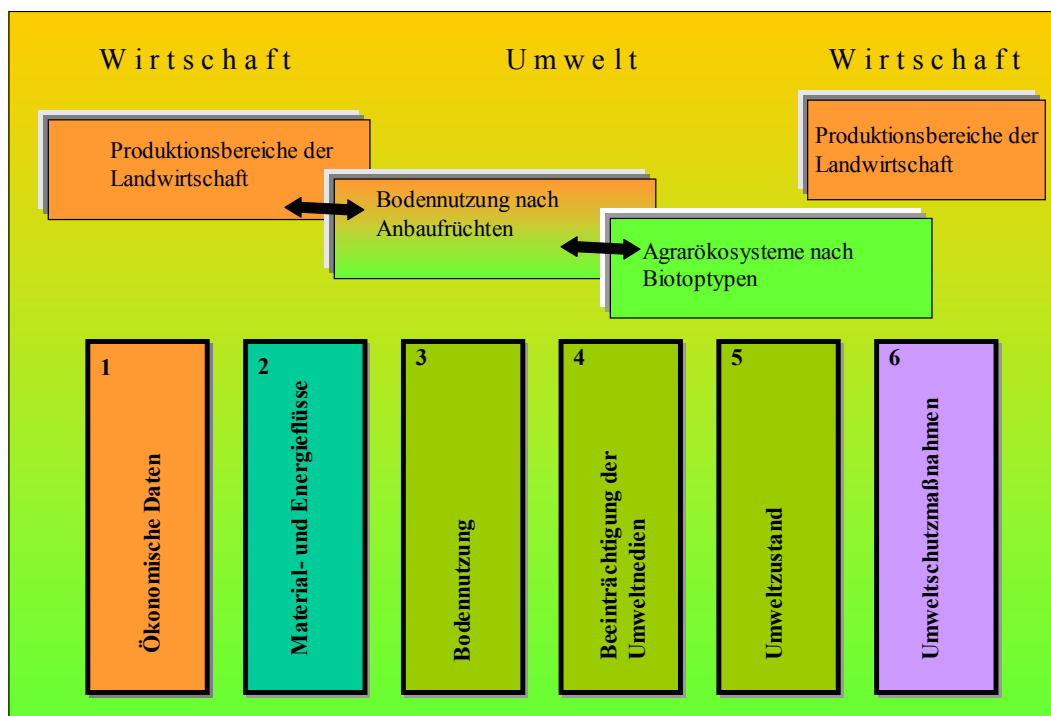 Wirtschaft
Umwelt
Wirtschaft
Produktionsbereiche der
Landwirtschaft
Bodennutzung nach
Anbaufrüchten
Agrarökosysteme nach
Biotoptypen
Produktionsbereiche der
Landwirtschaft
1
Ökonomische Daten
2
Material- und Energieflüsse
3
Bodennutzung
4
Beeinträchtigung der
Umweltnedien
5
Umweltzustand
6
Umweltschutzmaßnahmen